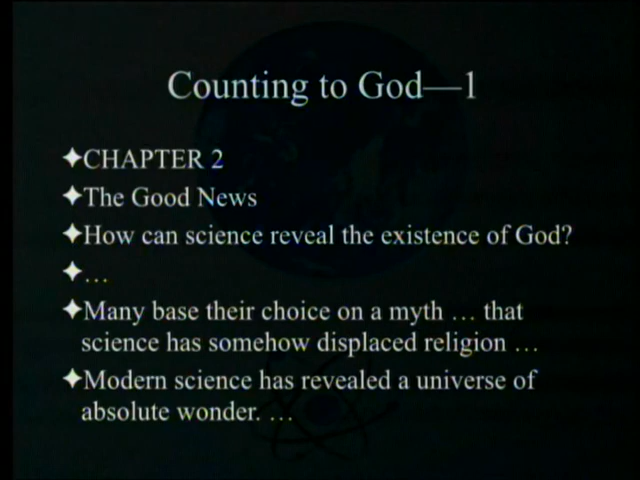 Counting to God—1
✦CHAPTER 2
✦The Good News
✦How can science reveal the existence of God?
✦…
✦Many base their choice on a myth … that
science has somehow displaced religion …
✦Modern science has revealed a universe of
absolute wonder. …